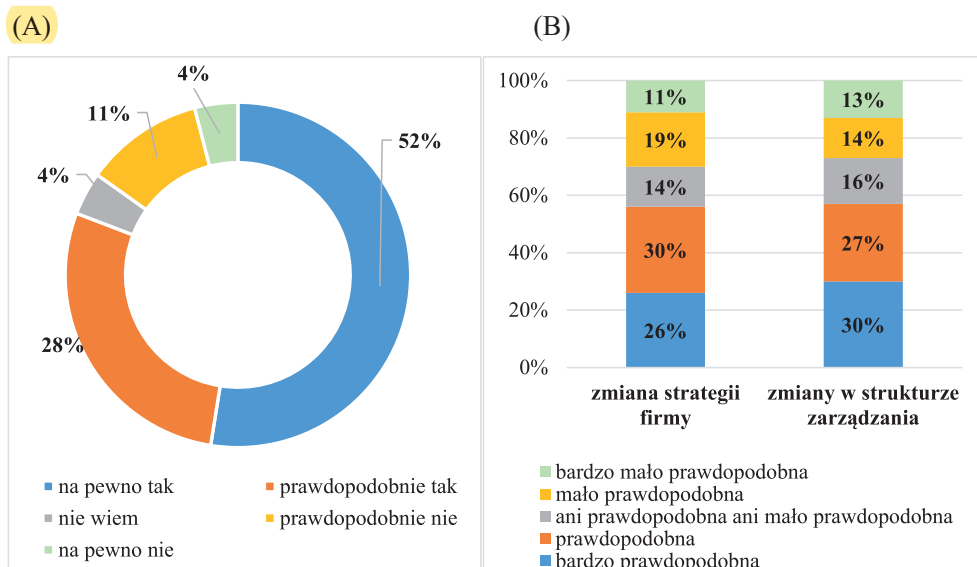 (A)
4%
11%
52%
4%
28%
na pewno tak
prawdopodobnie tak
nie wiem
prawdopodobnie nie
na pewno nie
(B)
100%
80%
60%
40%
20%
0%
11%
13%
19%
14%
14%
16%
30%
27%
26%
30%
zmiana strategii
firmy
zmiany w strukturze
zarządzania
bardzo mało prawdopodobna
mało prawdopodobna
ani prawdopodobna ani mało prawdopodobna
prawdopodobna
bardzo prawdopodobna